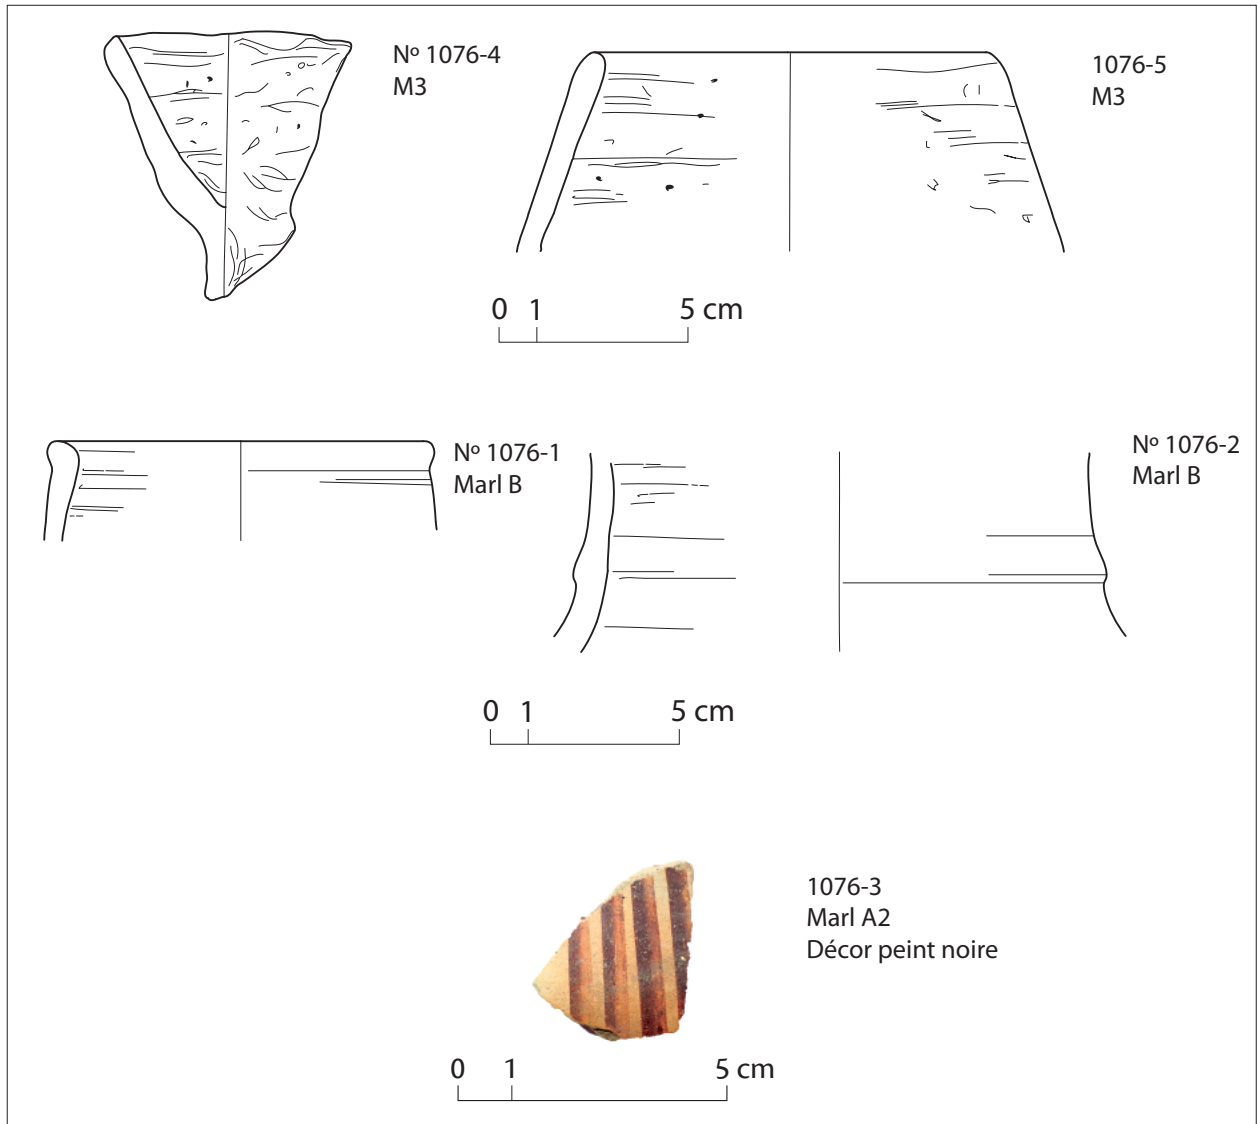 Nº 1076-4
M3
1076-5
M3
0 1 5 cm
Nº 1076-1
Marl B
Nº 1076-2
Marl B
0 1 5 cm
1076-3
Marl A2
Décor peint noire
0 1 5 cm